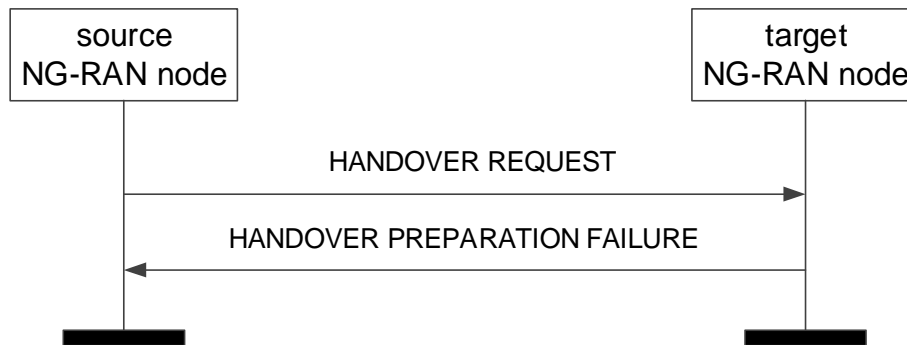 source
NG-RAN node
target
NG-RAN node
HANDOVER REQUEST
HANDOVER PREPARATION FAILURE